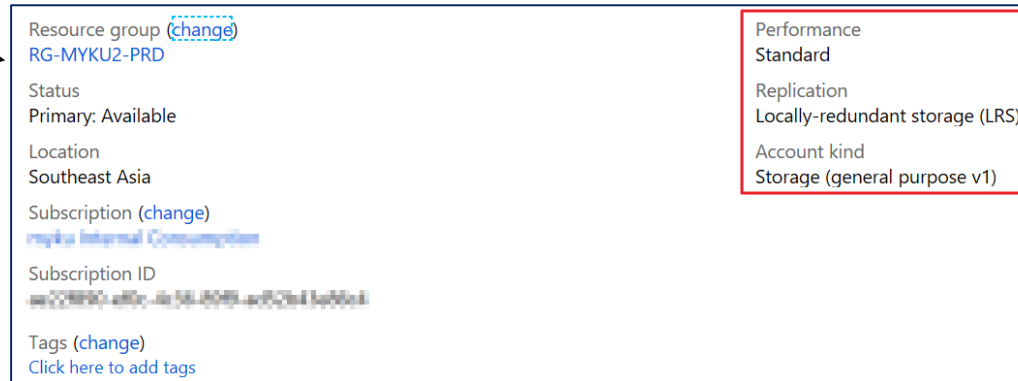 Resource group (change)
RG-MYKU2-PRD
Status
Primary: Available
Location
Southeast Asia
Subscription (change)
Subscription ID
Tags (change)
Click here to add tags
Performance
Standard
Replication
Locally-redundant storage (LRS)
Account kind
Storage (general purpose v1)